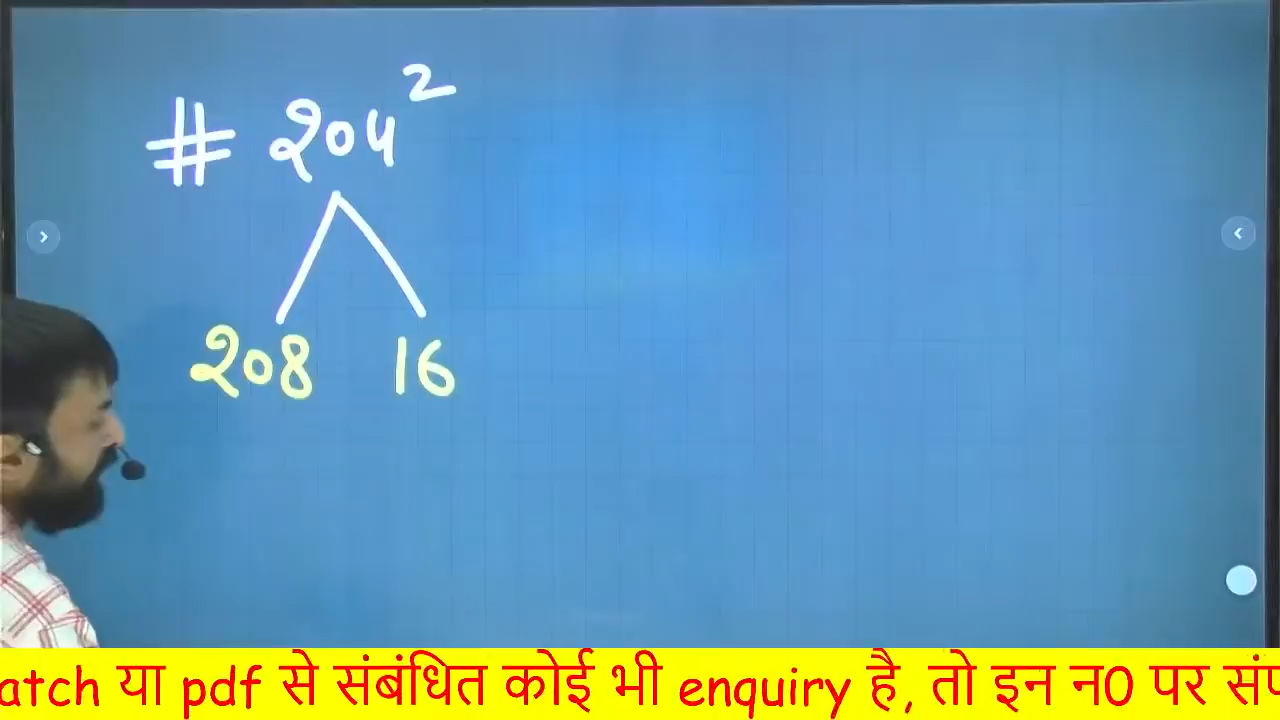 # 204²
208 16
atch या pdf से संबंधित कोई भी enquiry है, तो इन न0 पर संप